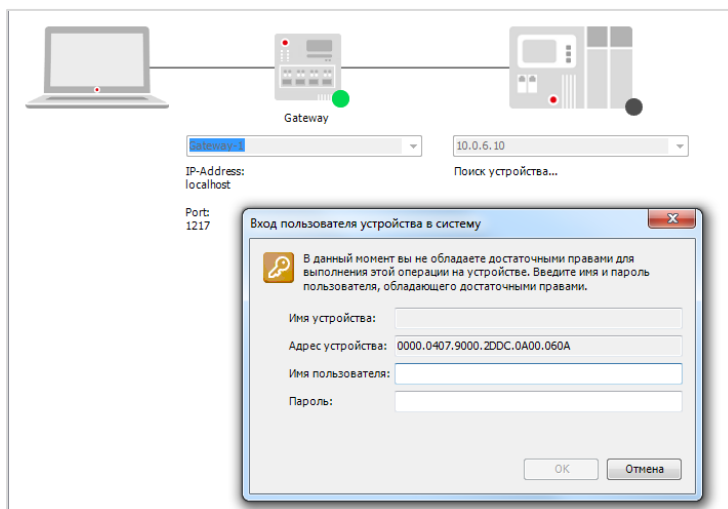 Gateway
Gateway-1
10.0.6.10
IP-Address:
localhost
Поиск устройства...
Port:
1217
Вход пользователя устройства в систему
В данный момент вы не обладаете достаточными правами для
выполнения этой операции на устройстве. Введите имя и пароль
пользователя, обладающего достаточными правами.
Имя устройства:
Адрес устройства: 0000.0407.9000.2DDC.0A00.060A
Имя пользователя:
Пароль:
OK Отмена